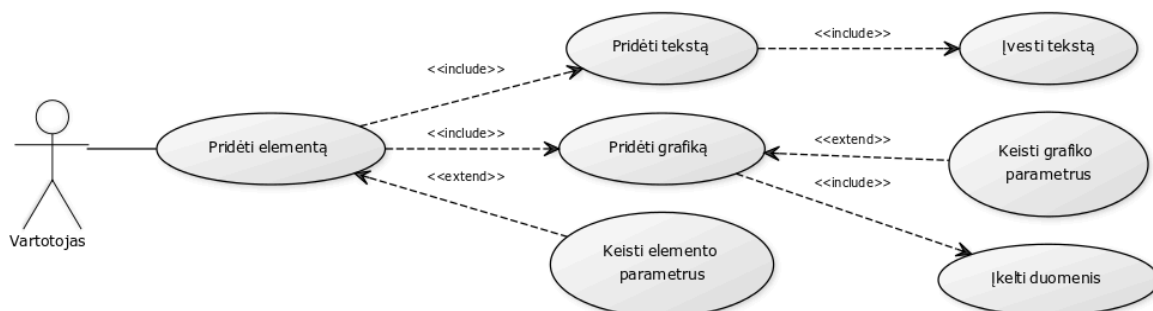 Pridėti tekstą
<<include>>
Įvesti tekstą
<<include>>
Pridėti elementą
<<include>>
Pridėti grafiką
<<extend>>
Keisti grafiko
parametrus
<<extend>>
<<include>>
Vartotojas
Keisti elemento
parametrus
Įkelti duomenis